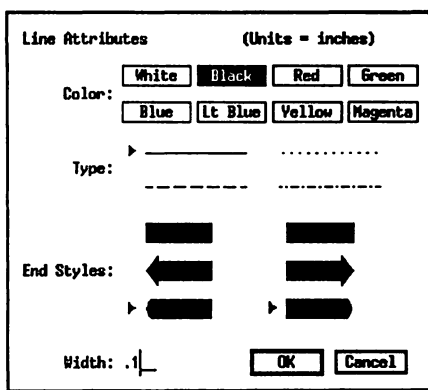 Line Attributes (Units = inches)
White Black Red Green
Color:
Blue Lt Blue Yellow Magenta
Type:
End Styles:
Width: .1 OK Cancel